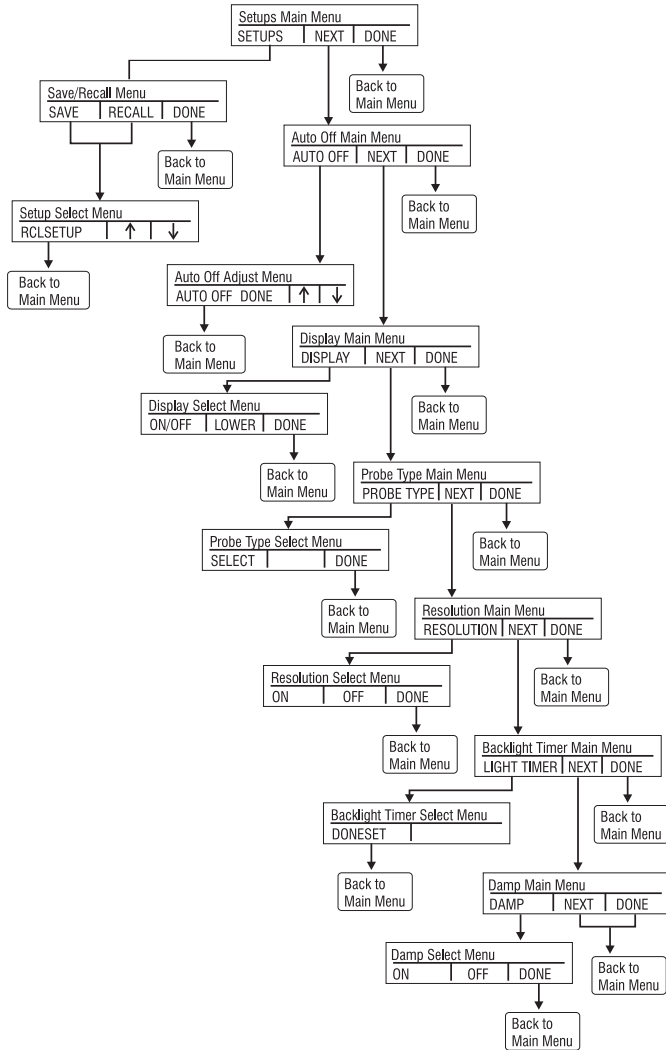 Setups Main Menu
SETUPS NEXT DONE
Back to
Main Menu
Save/Recall Menu
SAVE RECALL DONE
Back to
Main Menu
Auto Off Main Menu
AUTO OFF NEXT DONE
Back to
Main Menu
Setup Select Menu
RCLSETUP ↑ ↓
Back to
Main Menu
Auto Off Adjust Menu
AUTO OFF DONE ↑ ↓
Back to
Main Menu
Display Main Menu
DISPLAY NEXT DONE
Back to
Main Menu
Display Select Menu
ON/OFF LOWER DONE
Back to
Main Menu
Probe Type Main Menu
PROBE TYPE NEXT DONE
Back to
Main Menu
Probe Type Select Menu
SELECT DONE
Back to
Main Menu
Resolution Main Menu
RESOLUTION NEXT DONE
Back to
Main Menu
Resolution Select Menu
ON OFF DONE
Back to
Main Menu
Backlight Timer Main Menu
LIGHT TIMER NEXT DONE
Back to
Main Menu
Backlight Timer Select Menu
DONESET
Back to
Main Menu
Damp Main Menu
DAMP NEXT DONE
Back to
Main Menu
Damp Select Menu
ON OFF DONE
Back to
Main Menu